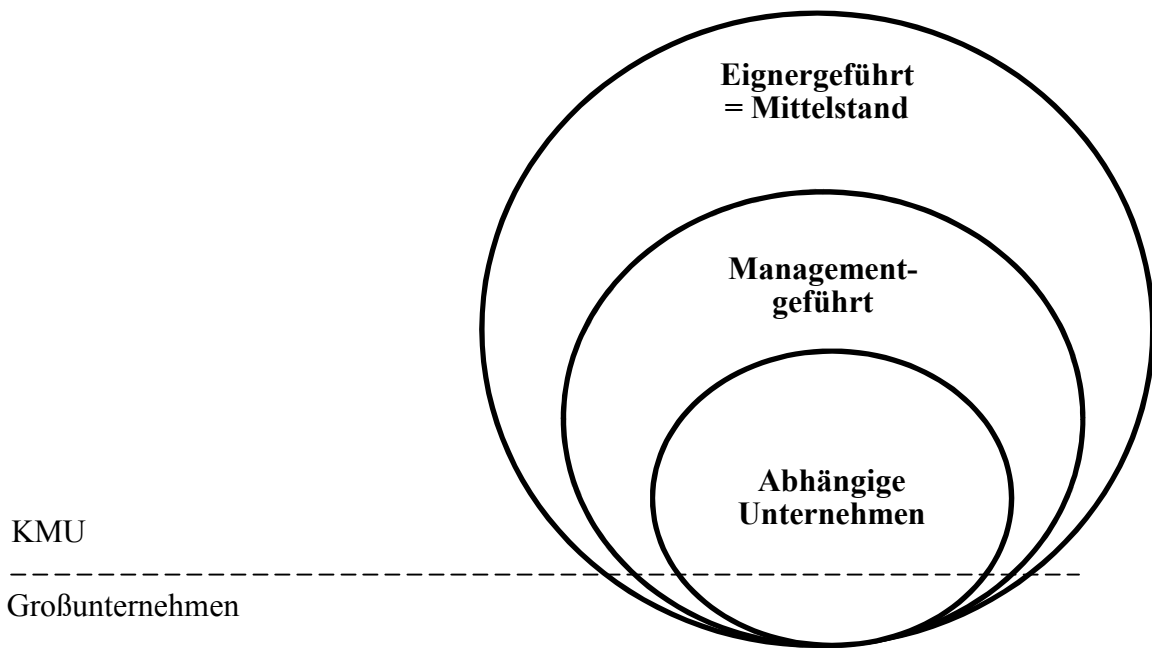 Eignergeführt
= Mittelstand
Management-
geführt
Abhängige
Unternehmen
KMU
Großunternehmen